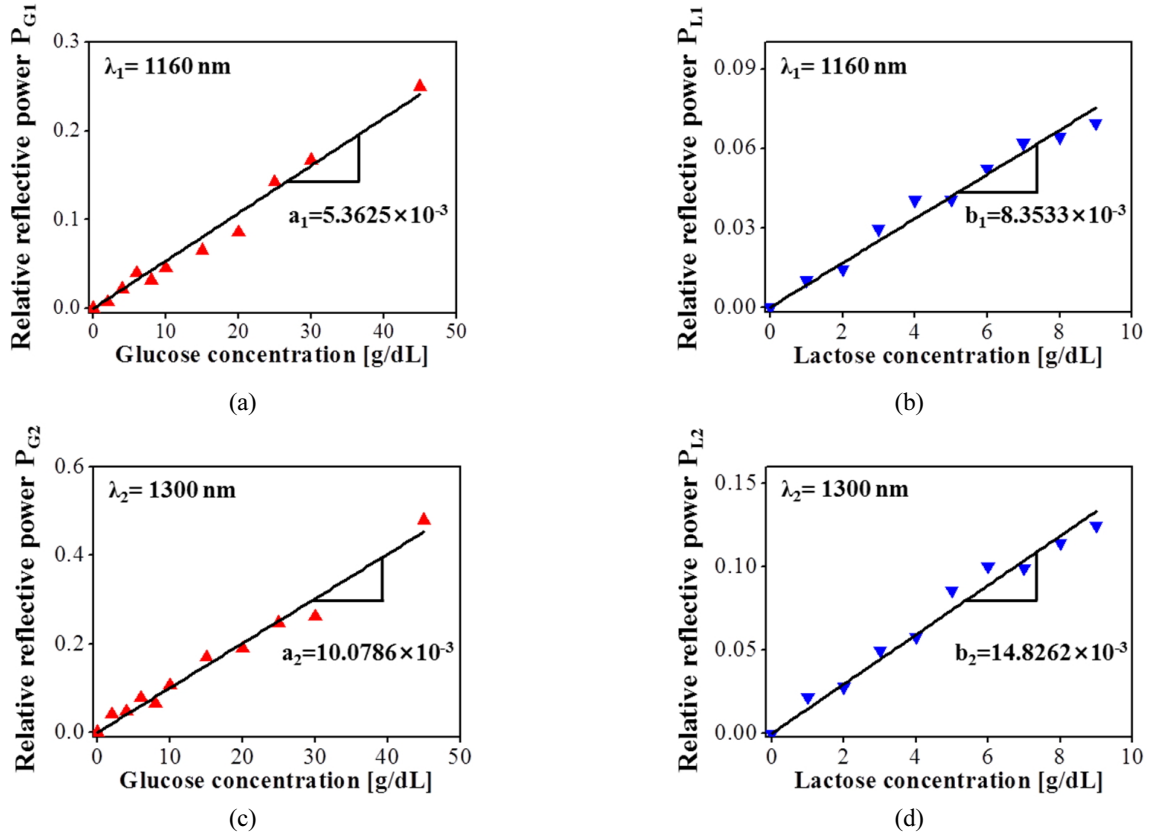 Relative reflective power P_G1
0.3
0.2
0.1
0.0
λ₁= 1160 nm
a₁=5.3625×10⁻³
0 10 20 30 40 50
Glucose concentration [g/dL]
(a)
Relative reflective power P_L1
0.09
0.06
0.03
0.00
λ₁= 1160 nm
b₁=8.3533×10⁻³
0 2 4 6 8 10
Lactose concentration [g/dL]
(b)
Relative reflective power P_G2
0.6
0.4
0.2
0.0
λ₂= 1300 nm
a₂=10.0786×10⁻³
0 10 20 30 40 50
Glucose concentration [g/dL]
(c)
Relative reflective power P_L2
0.15
0.10
0.05
0.00
λ₂= 1300 nm
b₂=14.8262×10⁻³
0 2 4 6 8 10
Lactose concentration [g/dL]
(d)